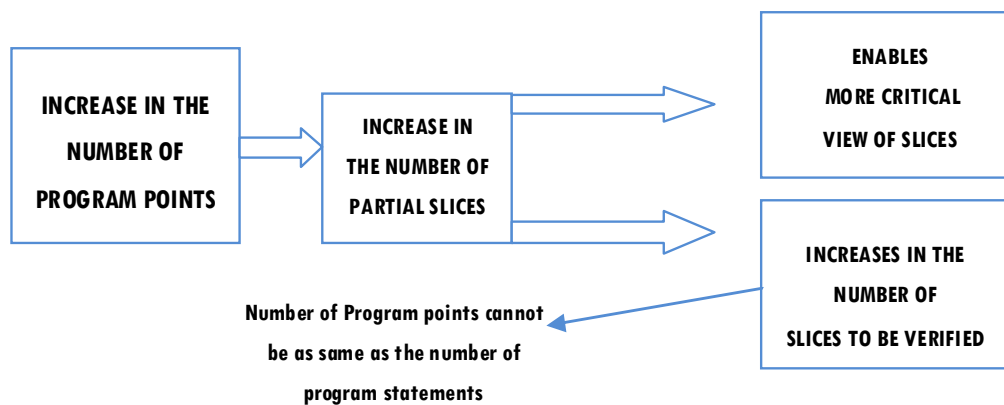 INCREASE IN THE
NUMBER OF
PROGRAM POINTS
INCREASE IN
THE NUMBER OF
PARTIAL SLICES
ENABLES
MORE CRITICAL
VIEW OF SLICES
INCREASES IN THE
NUMBER OF
SLICES TO BE VERIFIED
Number of Program points cannot
be as same as the number of
program statements